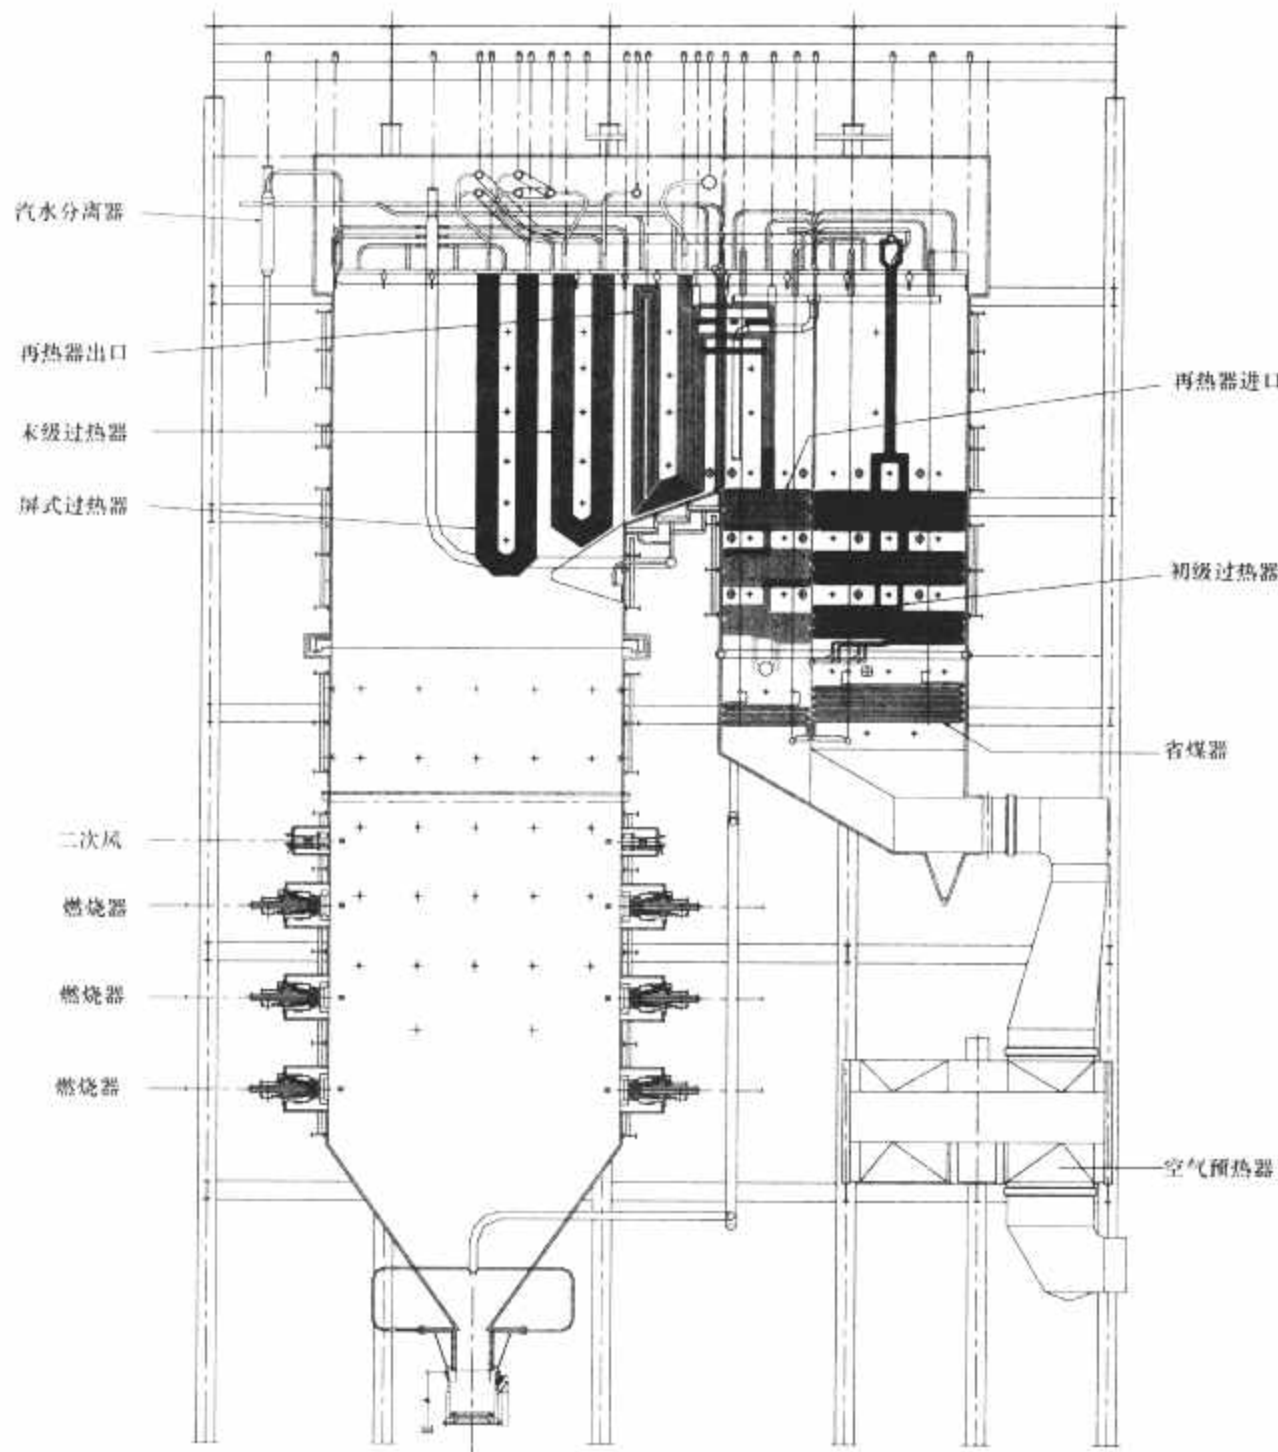 汽水分离器
再热器出口
再热器进口
末级过热器
屏式过热器
初级过热器
省煤器
二次风
燃烧器
燃烧器
燃烧器
空气预热器